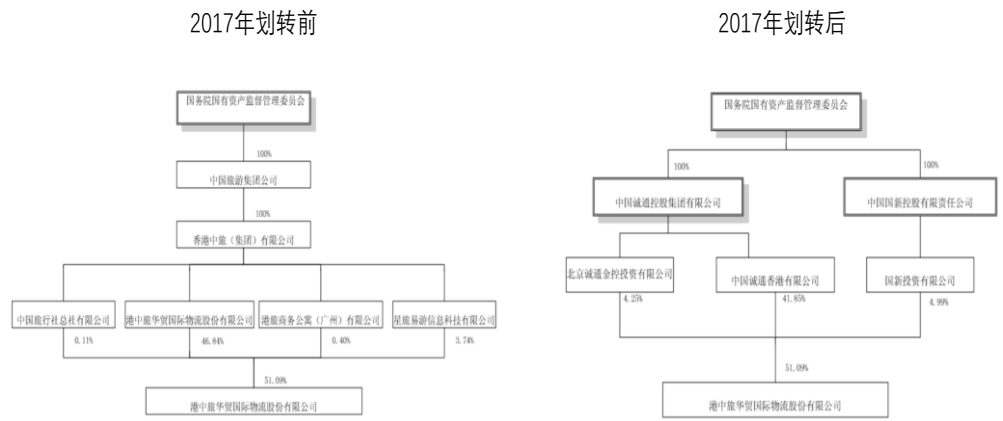 2017年划转前
国务院国有资产监督管理委员会
100%
中国旅游集团公司
100%
香港中旅（集团）有限公司
中国旅行社总社有限公司
港中旅华贸国际物流股份有限公司
港旅商务公寓（广州）有限公司
星旅易游信息科技有限公司
0.11%
46.84%
0.40%
3.74%
51.09%
港中旅华贸国际物流股份有限公司
2017年划转后
国务院国有资产监督管理委员会
100%
100%
中国诚通控股集团有限公司
中国国新控股有限责任公司
北京诚通金控投资有限公司
中国诚通香港有限公司
国新投资有限公司
4.25%
41.85%
4.99%
51.09%
港中旅华贸国际物流股份有限公司